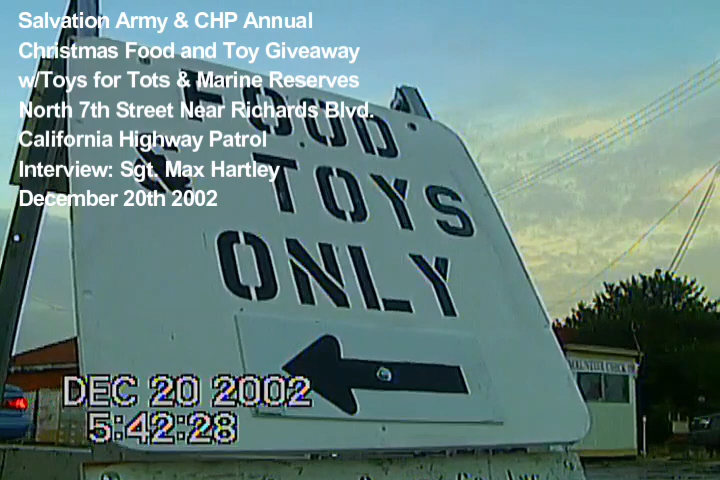 Salvation Army & CHP Annual
Christmas Food and Toy Giveaway
w/Toys for Tots & Marine Reserves
North 7th Street Near Richards Blvd.
California Highway Patrol
Interview: Sgt. Max Hartley
December 20th 2002
FOOD
& TOYS
ONLY
DEC 20 2002
5:42:28